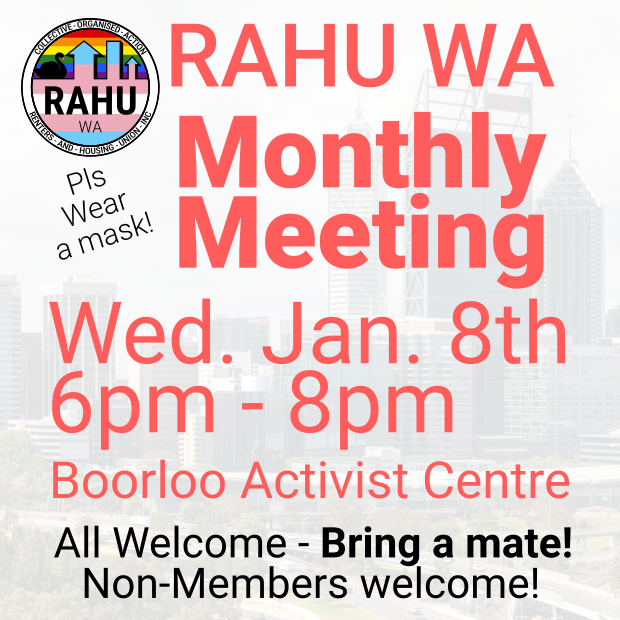 COLLECTIVE - ORGANISED - ACTION
RAHU
WA
RENTERS - AND - HOUSING - UNION - INC
Pls
Wear
a mask!
RAHU WA
Monthly
Meeting
Wed. Jan. 8th
6pm - 8pm
Boorloo Activist Centre
All Welcome - Bring a mate!
Non-Members welcome!